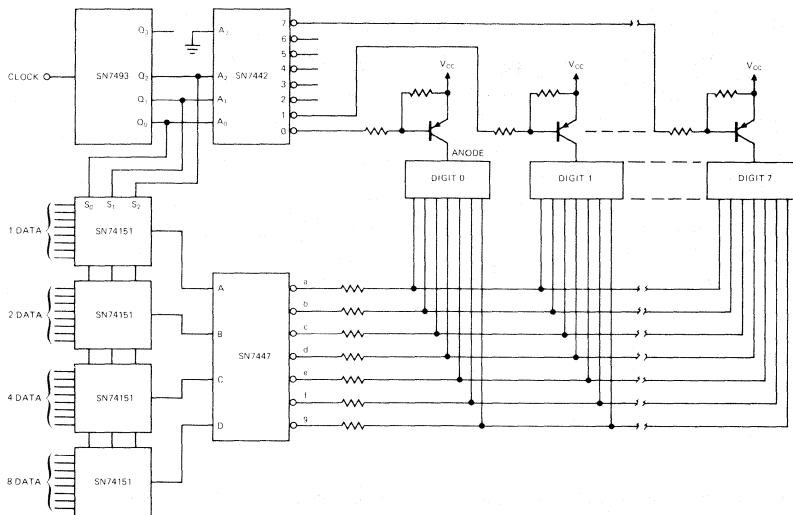 CLOCK
SN7493
Q3
Q2
Q1
Q0
A3
A2
A1
A0
SN7442
7
6
5
4
3
2
1
0
VCC
VCC
VCC
ANODE
DIGIT 0
DIGIT 1
DIGIT 7
S0 S1 S2
1 DATA
SN74151
2 DATA
SN74151
4 DATA
SN74151
8 DATA
SN74151
A
B
C
D
SN7447
a
b
c
d
e
f
g